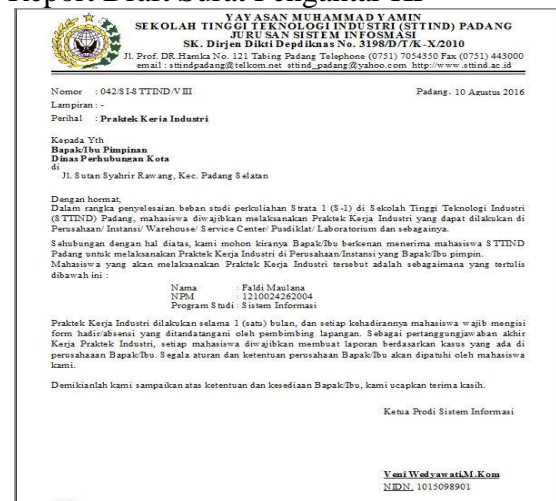 Report Draft Surat Pengantar KP
YAYASAN MUHAMMAD YAMIN
SEKOLAH TINGGI TEKNOLOGI INDUSTRI (STTIND) PADANG
JURUSAN SISTEM INFOSMASI
SK. Dirjen Dikti Depdiknas No. 3198/D/T/K-X/2010
Jl. Prof. DR.Hamka No. 121 Tabing Padang Telephone (0751) 7054350 Fax (0751) 443000
email : sttindpadang@telkom.net sttind_padang@yahoo.com http://www.sttind.ac.id
Nomor : 042/SI-STTIND/VIII
Padang, 10 Agustus 2016
Lampiran : -
Perihal : Praktek Kerja Industri
Kepada Yth
Bapak/Ibu Pimpinan
Dinas Perhubungan Kota
di
Jl. Sutan Syahrir Rawang, Kec. Padang Selatan
Dengan hormat,
Dalam rangka penyelesaian beban studi perkuliahan Strata 1 (S-1) di Sekolah Tinggi Teknologi Industri
(STTIND) Padang, mahasiswa diwajibkan melaksanakan Praktek Kerja Industri yang dapat dilakukan di
Perusahaan/ Instansi/ Warehouse/ Service Center/ Pusdiklat/ Laboratorium dan sebagainya.
Sehubungan dengan hal diatas, kami mohon kiranya Bapak/Ibu berkenan menerima mahasiswa STTIND
Padang untuk melaksanakan Praktek Kerja Industri di Perusahaan/Instansi yang Bapak/Ibu pimpin.
Mahasiswa yang akan melaksanakan Praktek Kerja Industri tersebut adalah sebagaimana yang tertulis
dibawah ini :
Nama : Faldi Maulana
NPM : 1210024262004
Program Studi : Sistem Informasi
Praktek Kerja Industri dilakukan selama 1 (satu) bulan, dan setiap kehadirannya mahasiswa wajib mengisi
form hadir/absensi yang ditandatangani oleh pembimbing lapangan. Sebagai pertanggungjawaban akhir
Kerja Praktek Industri, setiap mahasiswa diwajibkan membuat laporan berdasarkan kasus yang ada di
perusahaaan Bapak/Ibu. Segala aturan dan ketentuan perusahaan Bapak/Ibu akan dipatuhi oleh mahasiswa
kami.
Demikianlah kami sampaikan atas ketentuan dan kesediaan Bapak/Ibu, kami ucapkan terima kasih.
Ketua Prodi Sistem Informasi
Veni Wedyawati,M.Kom
NIDN. 1015098901